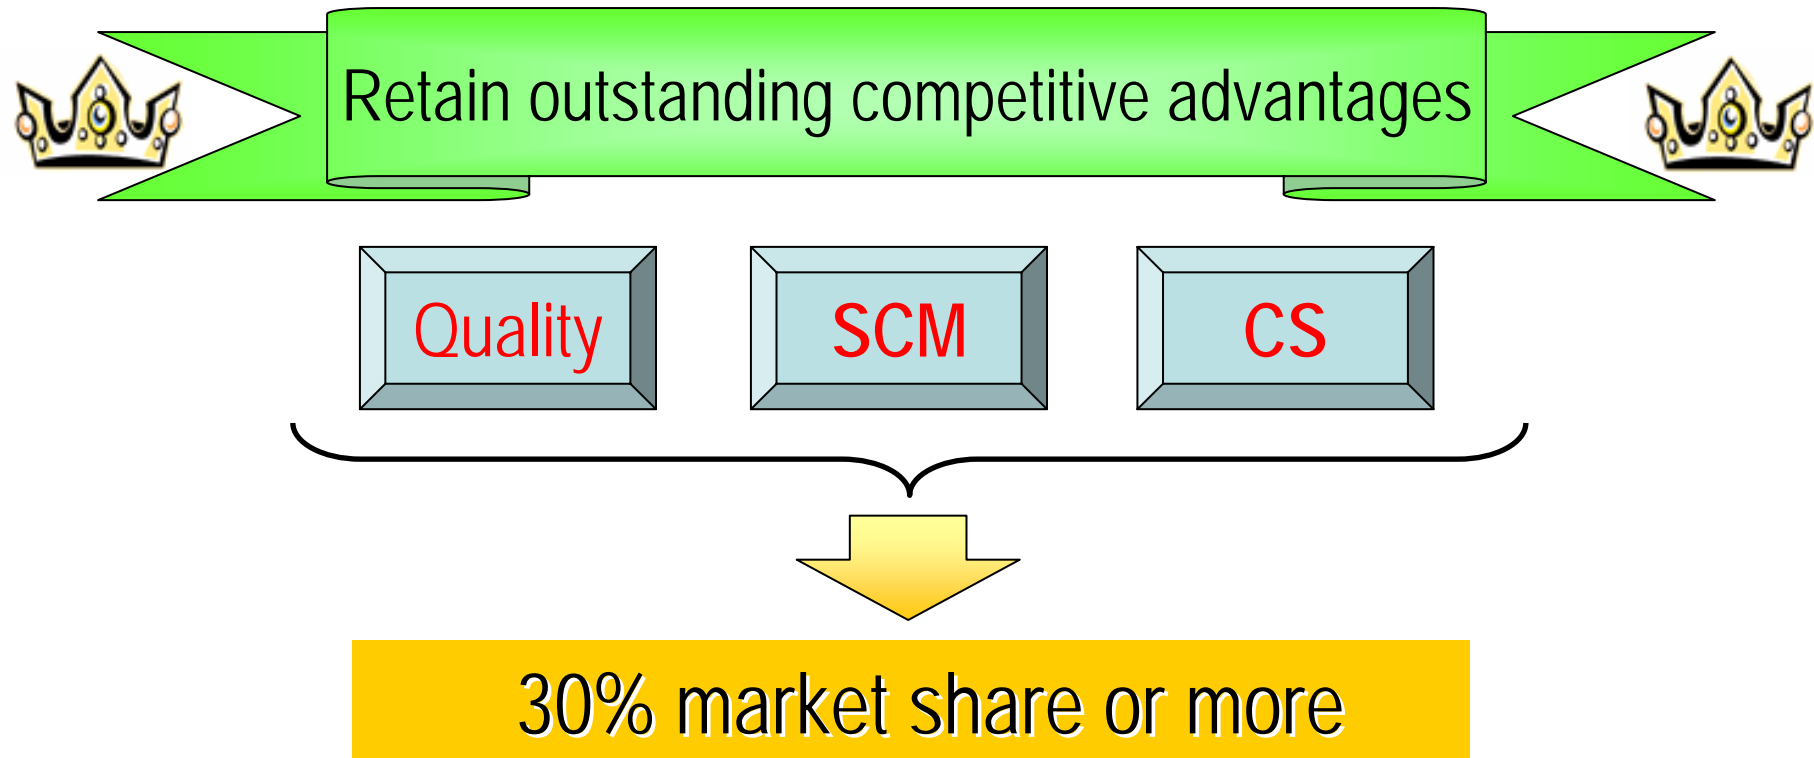 Retain outstanding competitive advantages
Quality
SCM
CS
30% market share or more